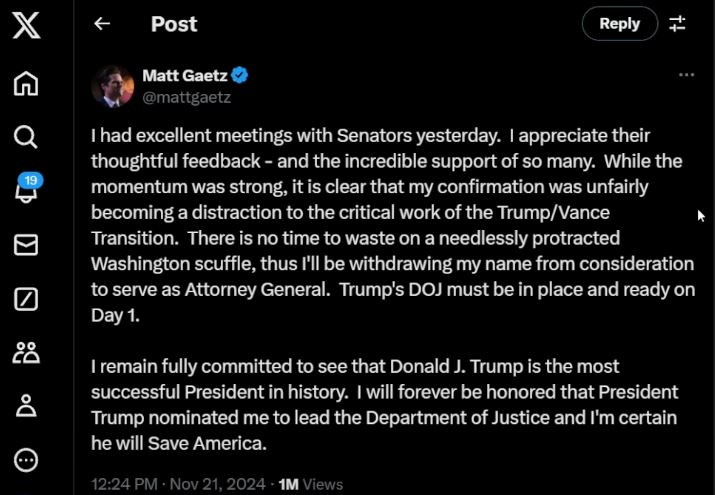 Post
Reply
Matt Gaetz
@mattgaetz
I had excellent meetings with Senators yesterday.  I appreciate their
thoughtful feedback - and the incredible support of so many.  While the
momentum was strong, it is clear that my confirmation was unfairly
becoming a distraction to the critical work of the Trump/Vance
Transition.  There is no time to waste on a needlessly protracted
Washington scuffle, thus I'll be withdrawing my name from consideration
to serve as Attorney General.  Trump's DOJ must be in place and ready on
Day 1.
I remain fully committed to see that Donald J. Trump is the most
successful President in history.  I will forever be honored that President
Trump nominated me to lead the Department of Justice and I'm certain
he will Save America.
12:24 PM · Nov 21, 2024 · 1M Views
19